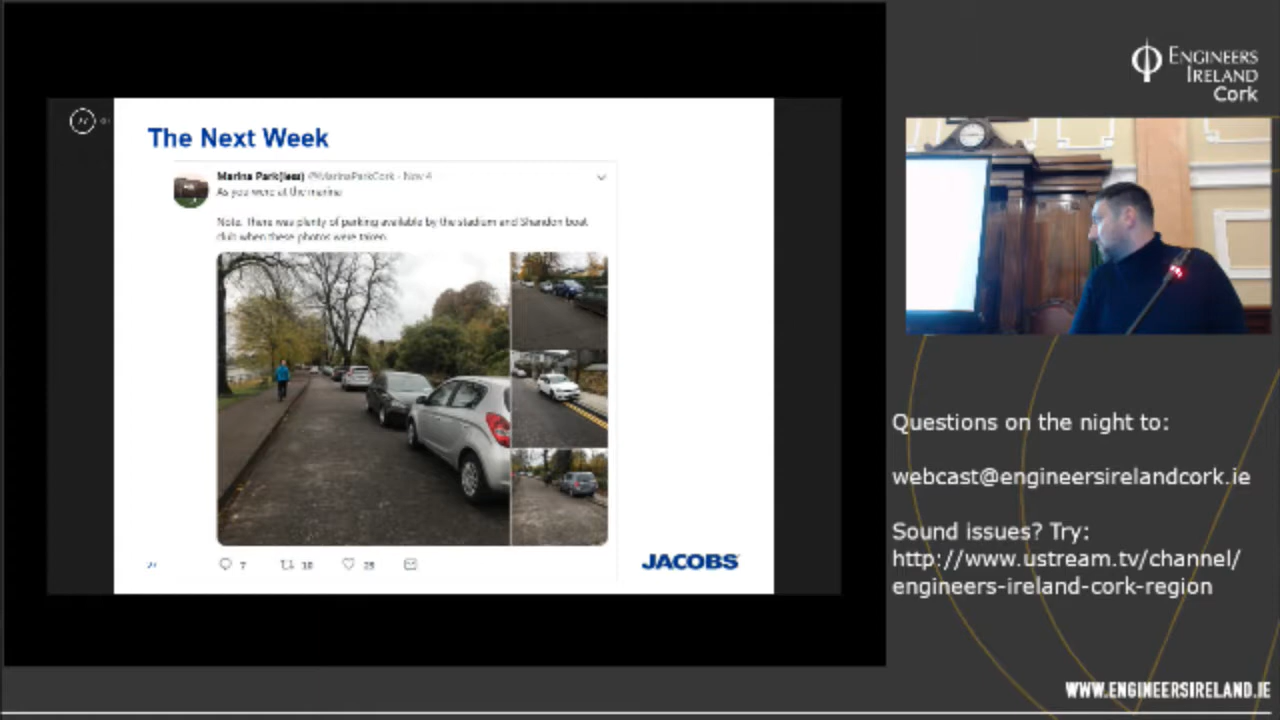 The Next Week
Marina Park(less) @MarinaParkCork · Nov 4
As you were at the marina
Note. There was plenty of parking available by the stadium and Shandon boat
club when these photos were taken.
7
18
JACOBS
ENGINEERS
IRELAND
Cork
Questions on the night to:
webcast@engineersirelandcork.ie
Sound issues? Try:
http://www.ustream.tv/channel/
engineers-ireland-cork-region
WWW.ENGINEERSIRELAND.IE